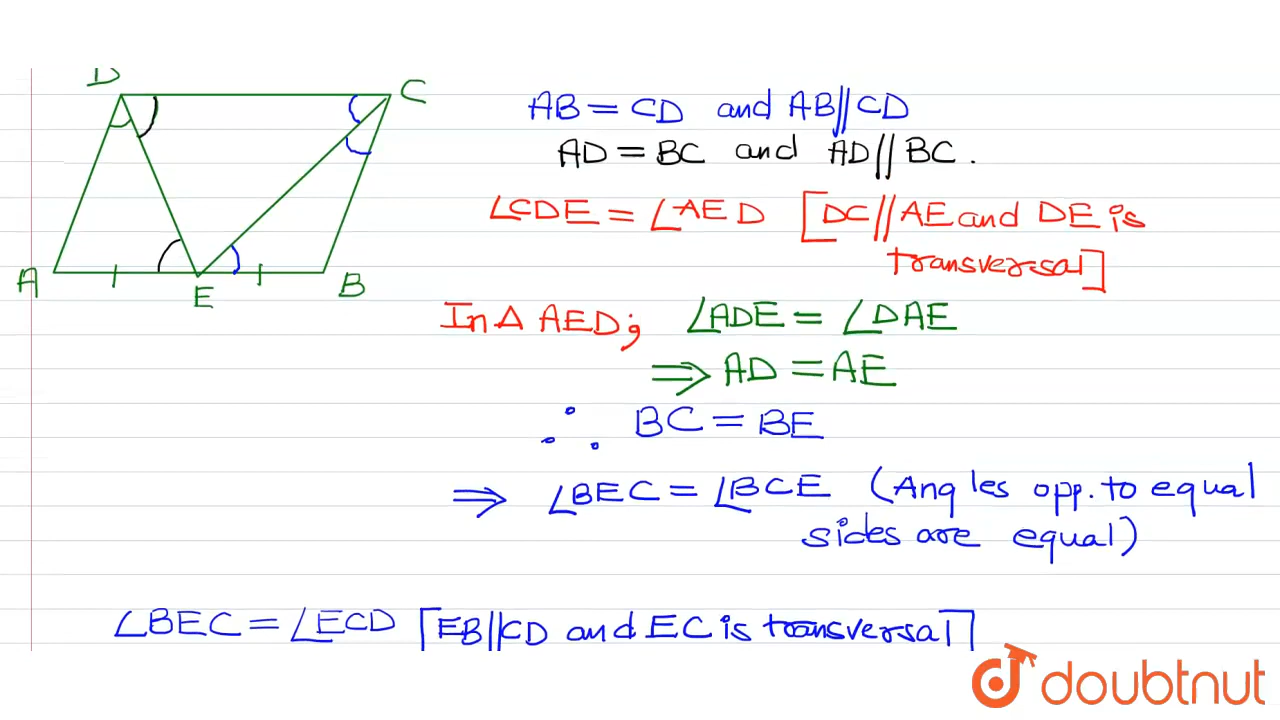 D
C
A
E
B
AB = CD and AB // CD
AD = BC and AD // BC.
∠CDE = ∠AED [DC // AE and DE is
transversal]
In Δ AED; ∠ADE = ∠DAE
⟹ AD = AE
∴ BC = BE
⟹ ∠BEC = ∠BCE (Angles opp. to equal
sides are equal)
∠BEC = ∠ECD [EB // CD and EC is transversal]
doubtnut